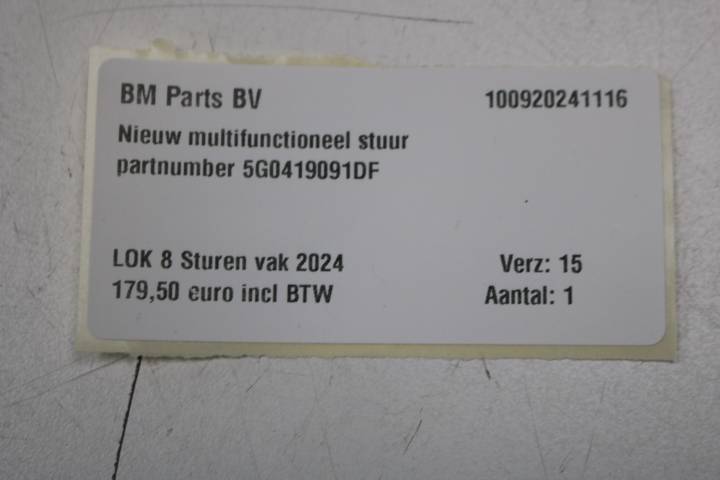 BM Parts BV 100920241116
Nieuw multifunctioneel stuur
partnumber 5G0419091DF
LOK 8 Sturen vak 2024 Verz: 15
179,50 euro incl BTW Aantal: 1